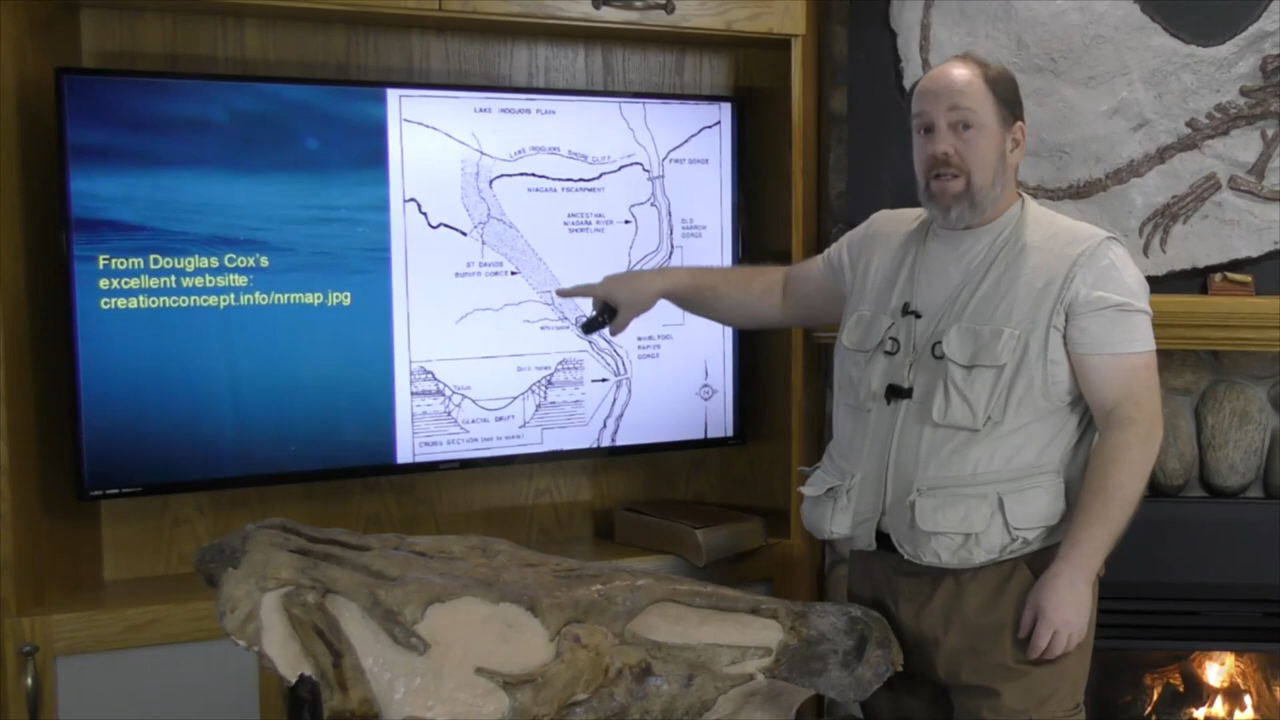 From Douglas Cox's
excellent websitte:
creationconcept.info/nrmap.jpg
LAKE IROQUOIS PLAIN
LAKE IROQUOIS SHORE CLIFF
FIRST GORGE
NIAGARA ESCARPMENT
ANCESTRAL
NIAGARA RIVER
SHORELINE
OLD
NARROW
GORGE
ST DAVIDS
BURIED GORGE
WHIRLPOOL
RAPIDS
GORGE
Drill holes
Talus
GLACIAL DRIFT
CROSS SECTION (not to scale)
N